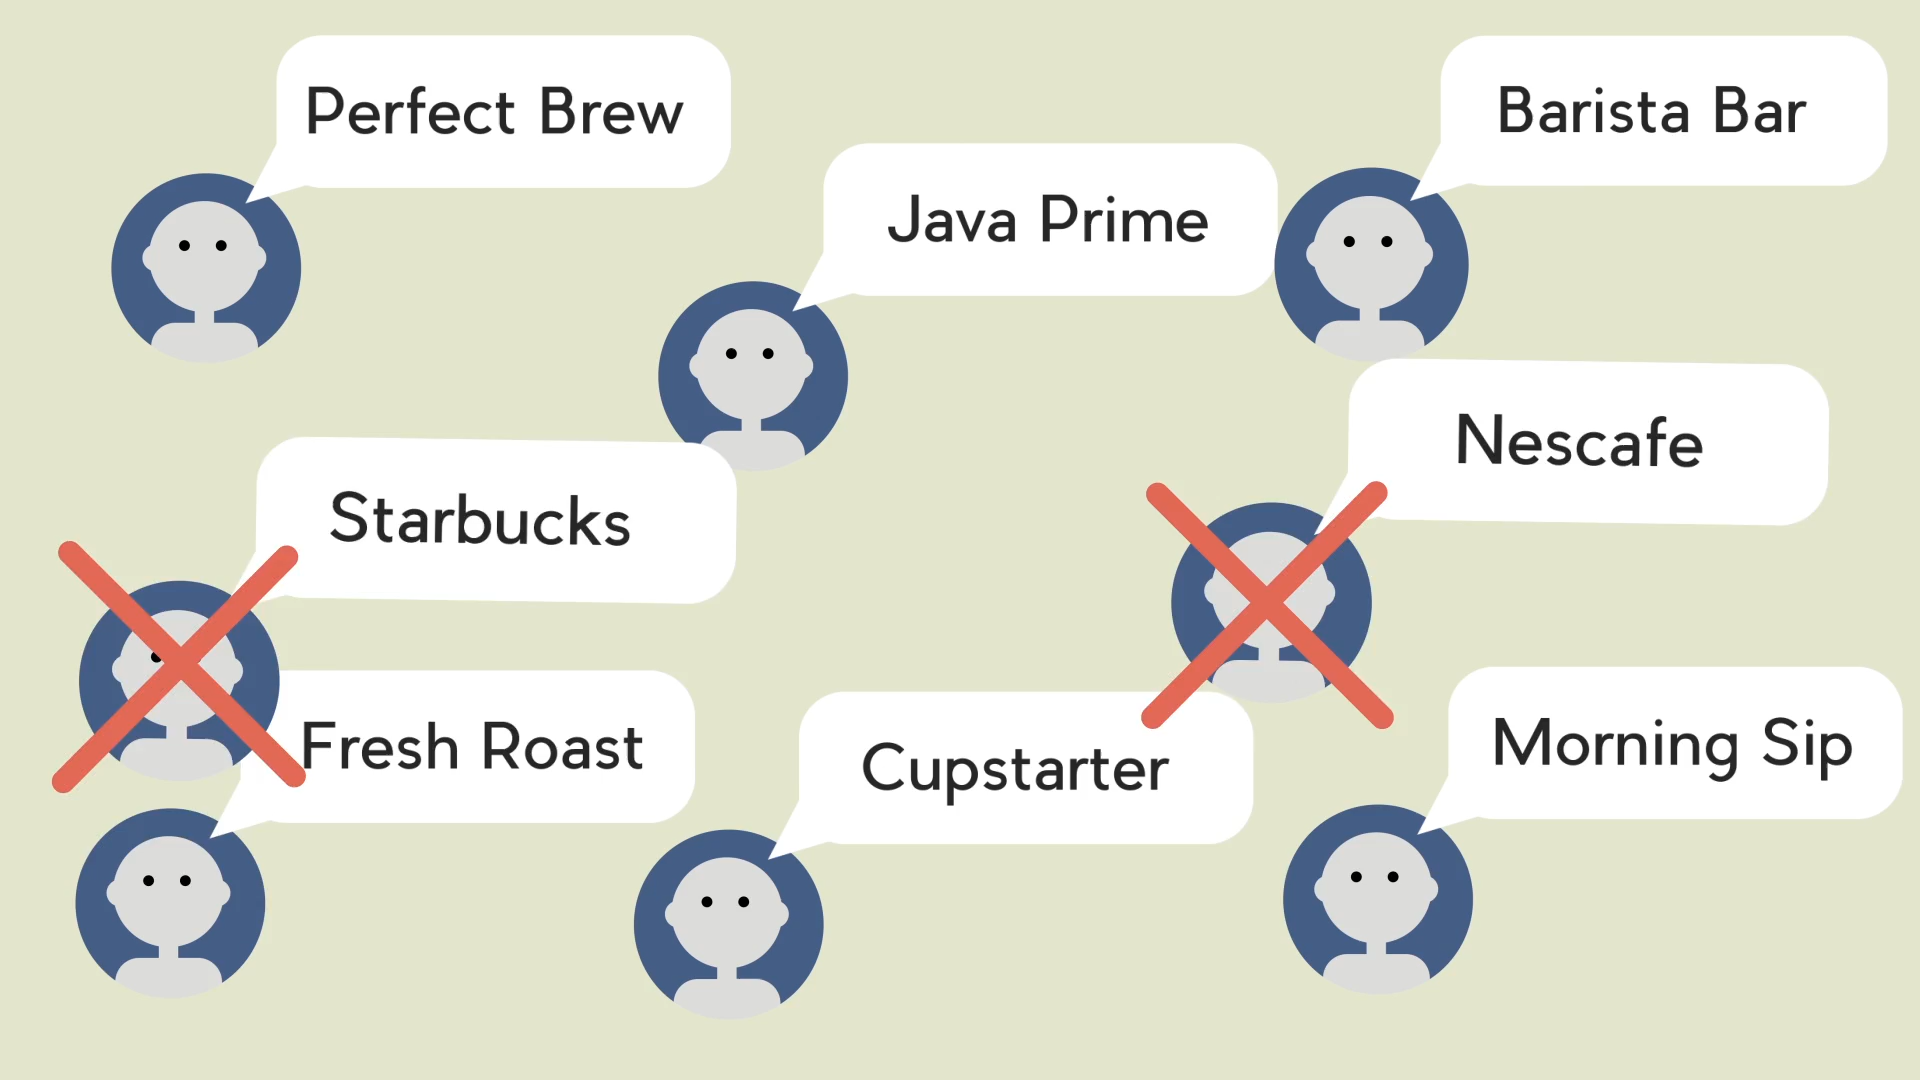 Perfect Brew
Java Prime
Barista Bar
Starbucks
Nescafe
Fresh Roast
Cupstarter
Morning Sip